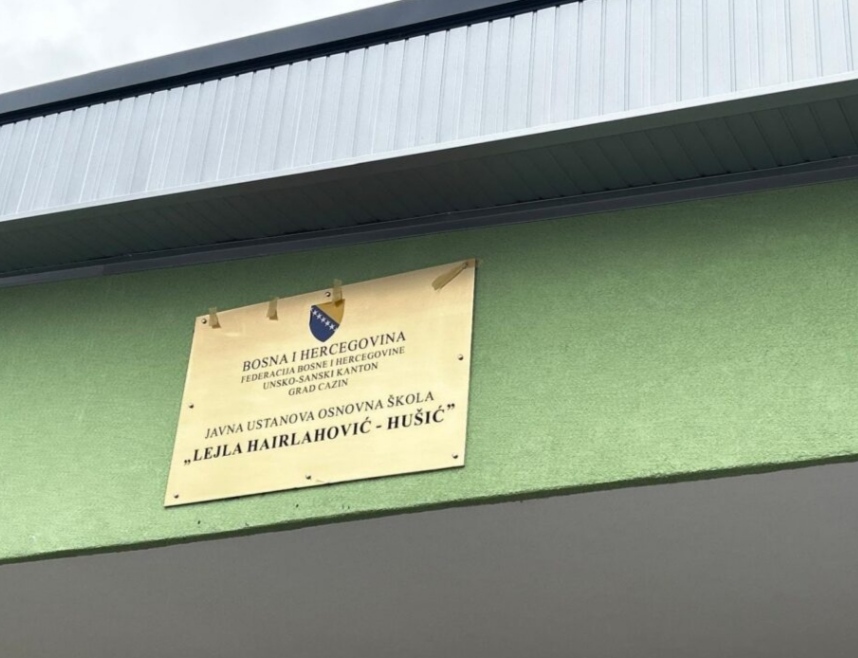 BOSNA I HERCEGOVINA
FEDERACIJA BOSNE I HERCEGOVINE
UNSKO-SANSKI KANTON
GRAD CAZIN
JAVNA USTANOVA OSNOVNA ŠKOLA
„LEJLA HAIRLAHOVIĆ - HUŠIĆ”